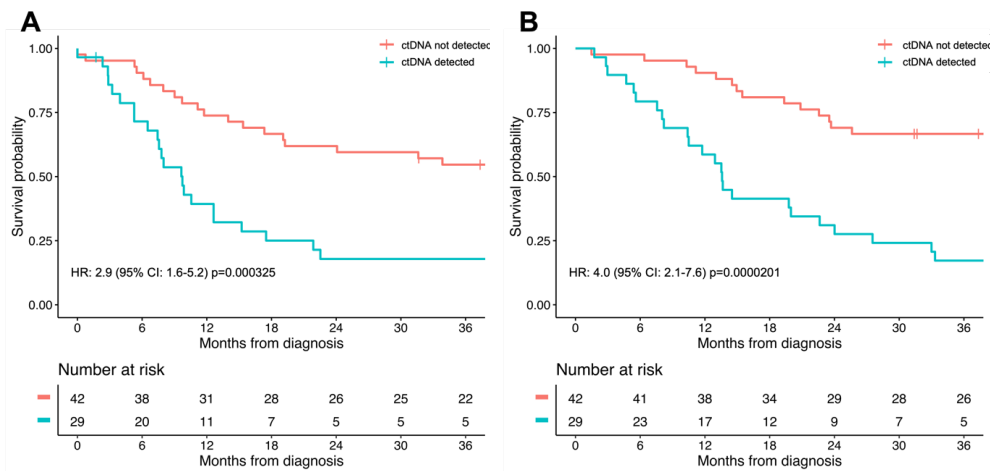 A
ctDNA not detected
ctDNA detected
1.00
0.75
0.50
0.25
0.00
Survival probability
HR: 2.9 (95% CI: 1.6-5.2) p=0.000325
0 6 12 18 24 30 36
Months from diagnosis
Number at risk
42 38 31 28 26 25 22
29 20 11 7 5 5 5
0 6 12 18 24 30 36
Months from diagnosis
B
ctDNA not detected
ctDNA detected
1.00
0.75
0.50
0.25
0.00
Survival probability
HR: 4.0 (95% CI: 2.1-7.6) p=0.0000201
0 6 12 18 24 30 36
Months from diagnosis
Number at risk
42 41 38 34 29 28 26
29 23 17 12 9 7 5
0 6 12 18 24 30 36
Months from diagnosis